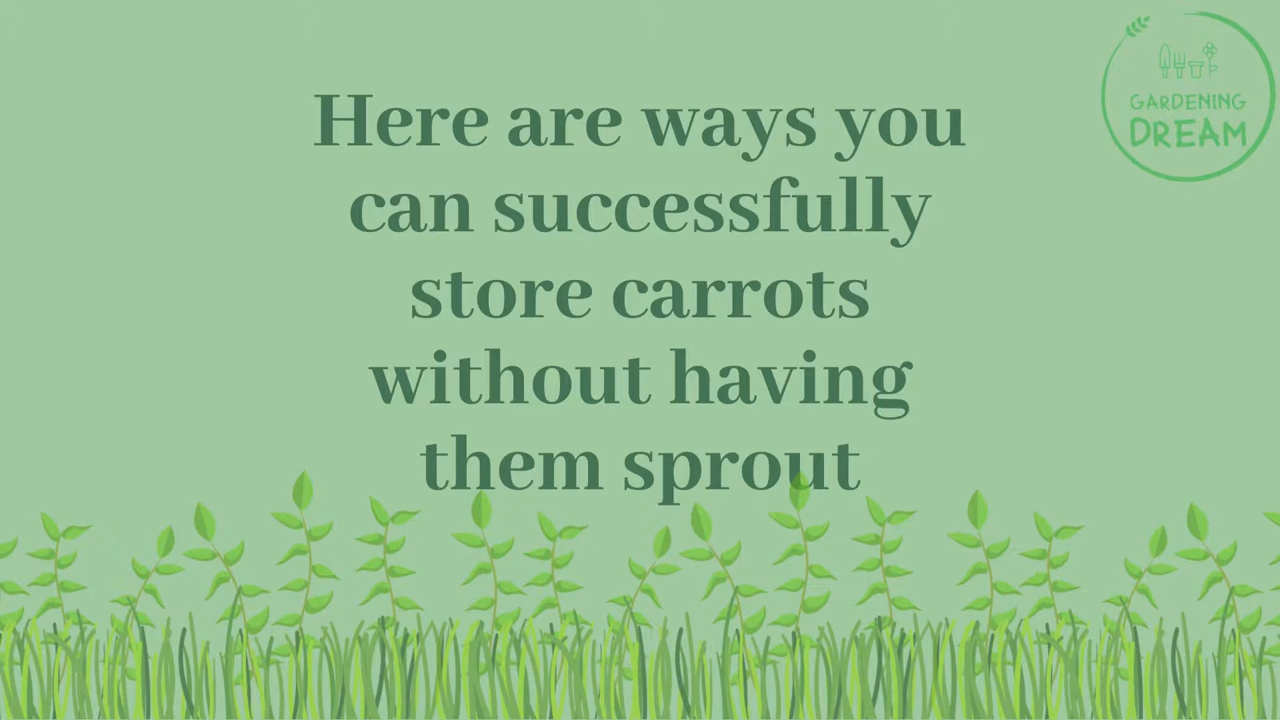 Here are ways you
can successfully
store carrots
without having
them sprout
GARDENING
DREAM